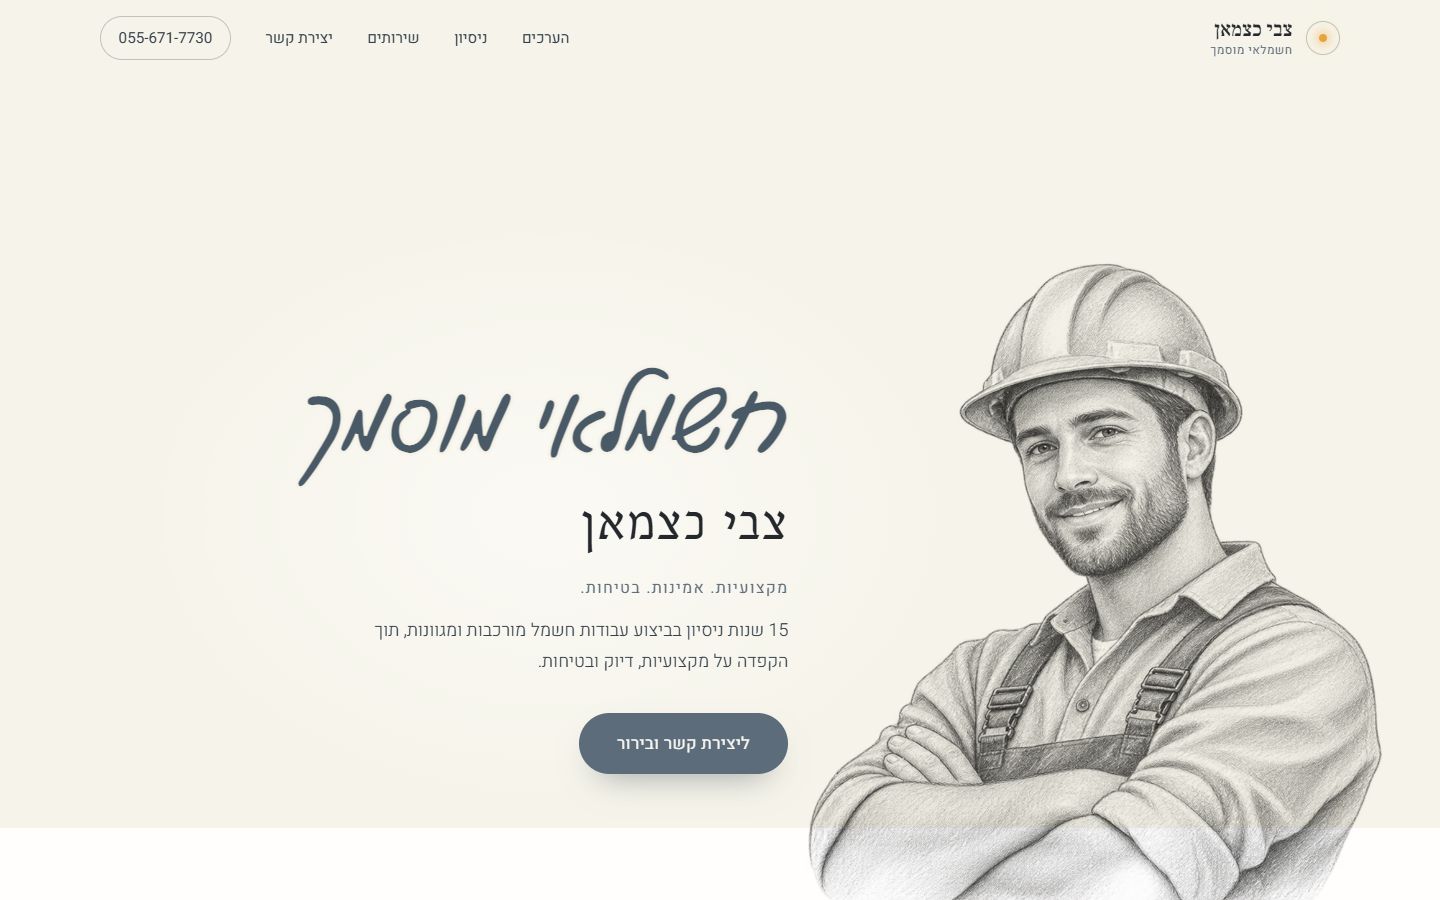 צבי כצמאן
חשמלאי מוסמך
הערכים
ניסיון
שירותים
יצירת קשר
055-671-7730
חשמלאי מוסמך
צבי כצמאן
מקצועיות. אמינות. בטיחות.
15 שנות ניסיון בביצוע עבודות חשמל מורכבות ומגוונות, תוך
הקפדה על מקצועיות, דיוק ובטיחות.
ליצירת קשר ובירור